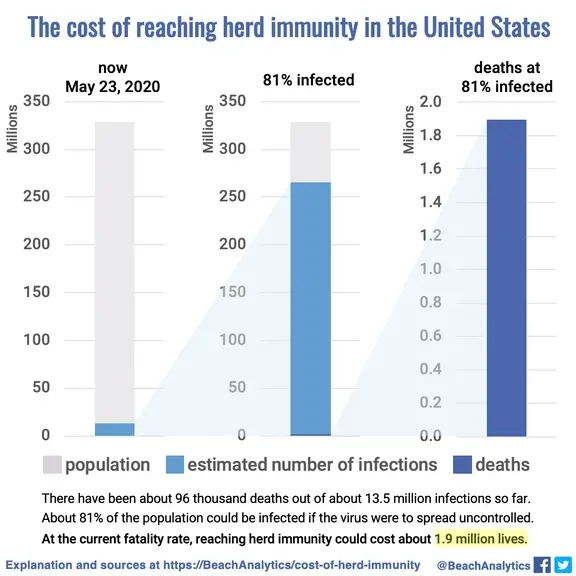 The cost of reaching herd immunity in the United States
now
May 23, 2020
81% infected
deaths at
81% infected
Millions
350
300
250
200
150
100
50
0
Millions
350
300
250
200
150
100
50
0
Millions
2.0
1.8
1.6
1.4
1.2
1.0
0.8
0.6
0.4
0.2
0.0
population estimated number of infections deaths
There have been about 96 thousand deaths out of about 13.5 million infections so far.
About 81% of the population could be infected if the virus were to spread uncontrolled.
At the current fatality rate, reaching herd immunity could cost about 1.9 million lives.
Explanation and sources at https://BeachAnalytics/cost-of-herd-immunity @BeachAnalytics